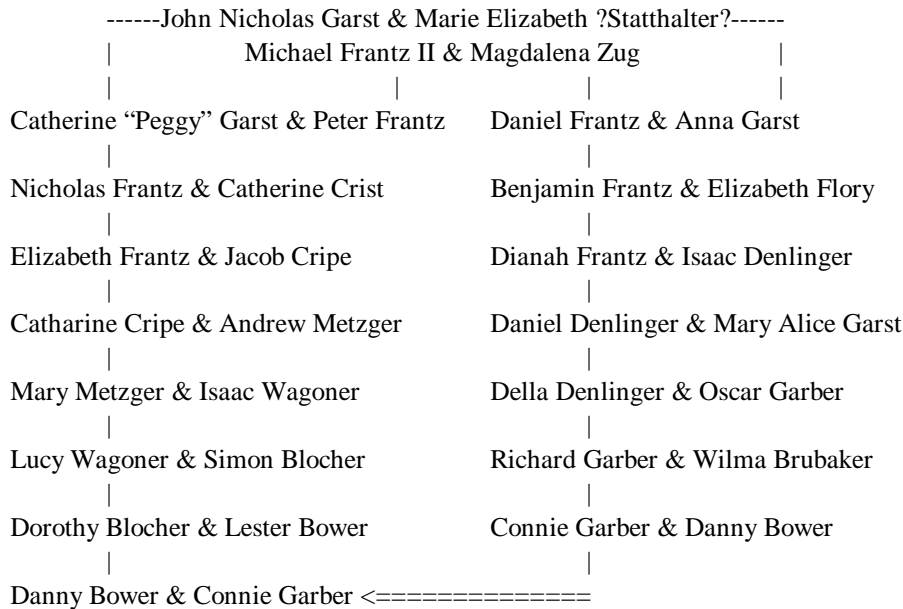 ------John Nicholas Garst & Marie Elizabeth ?Statthalter?------
| Michael Frantz II & Magdalena Zug |
| | | |
Catherine “Peggy” Garst & Peter Frantz Daniel Frantz & Anna Garst
| |
Nicholas Frantz & Catherine Crist Benjamin Frantz & Elizabeth Flory
| |
Elizabeth Frantz & Jacob Cripe Dianah Frantz & Isaac Denlinger
| |
Catharine Cripe & Andrew Metzger Daniel Denlinger & Mary Alice Garst
| |
Mary Metzger & Isaac Wagoner Della Denlinger & Oscar Garber
| |
Lucy Wagoner & Simon Blocher Richard Garber & Wilma Brubaker
| |
Dorothy Blocher & Lester Bower Connie Garber & Danny Bower
| |
Danny Bower & Connie Garber <==============